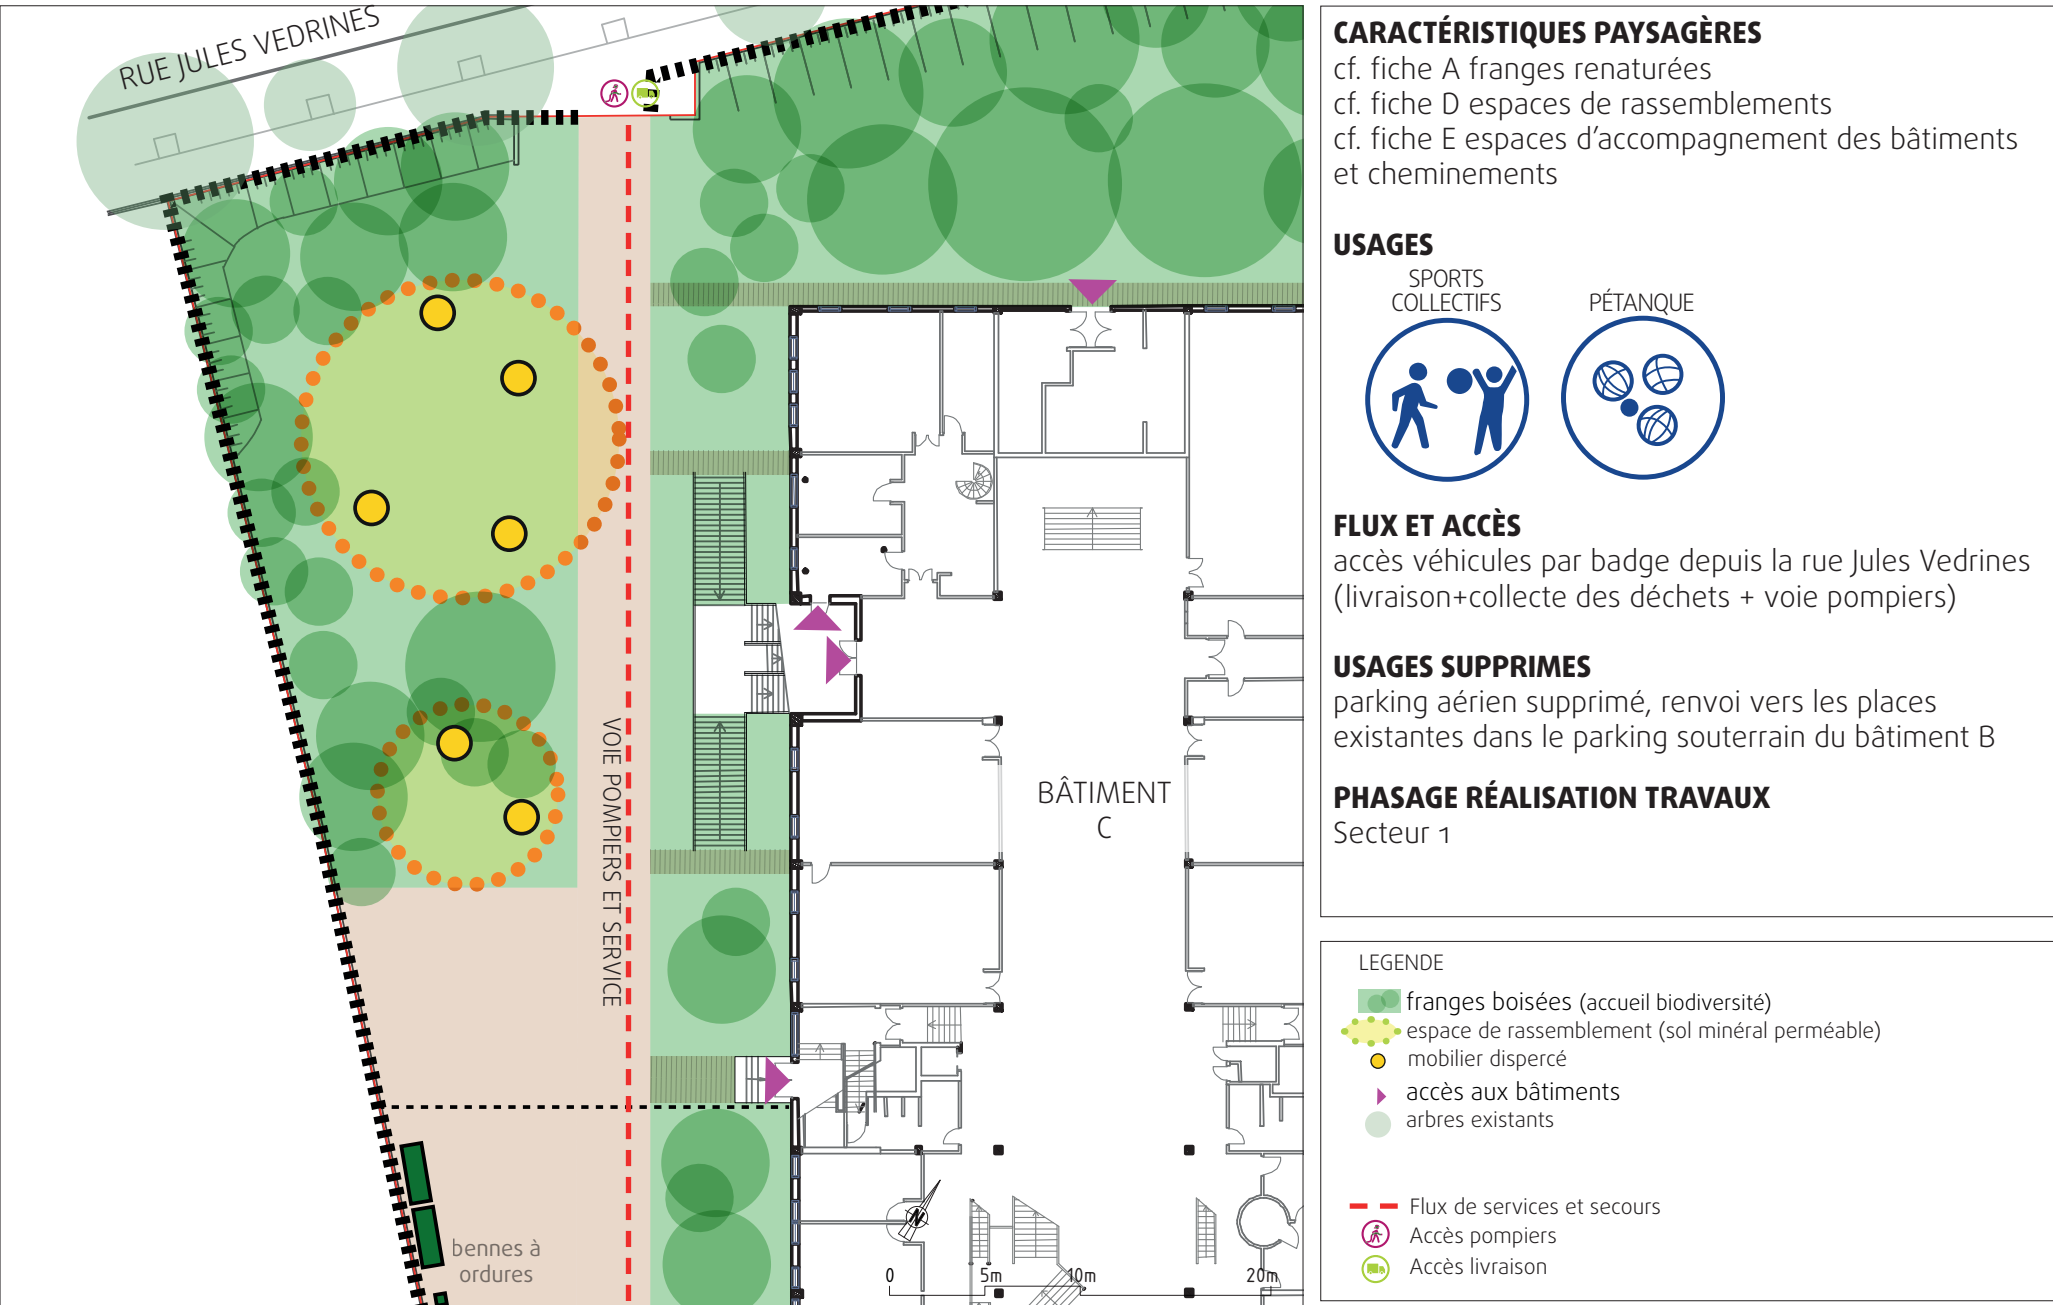 RUE JULES VEDRINES
VOIE POMPIERS ET SERVICE
BÂTIMENT
C
bennes à
ordures
N
0
5m
10m
20m
CARACTÉRISTIQUES PAYSAGÈRES
cf. fiche A franges renaturées
cf. fiche D espaces de rassemblements
cf. fiche E espaces d'accompagnement des bâtiments
et cheminements
USAGES
SPORTS
COLLECTIFS
PÉTANQUE
FLUX ET ACCÈS
accès véhicules par badge depuis la rue Jules Vedrines
(livraison+collecte des déchets + voie pompiers)
USAGES SUPPRIMES
parking aérien supprimé, renvoi vers les places
existantes dans le parking souterrain du bâtiment B
PHASAGE RÉALISATION TRAVAUX
Secteur 1
LEGENDE
franges boisées (accueil biodiversité)
espace de rassemblement (sol minéral perméable)
mobilier dispercé
accès aux bâtiments
arbres existants
Flux de services et secours
Accès pompiers
Accès livraison